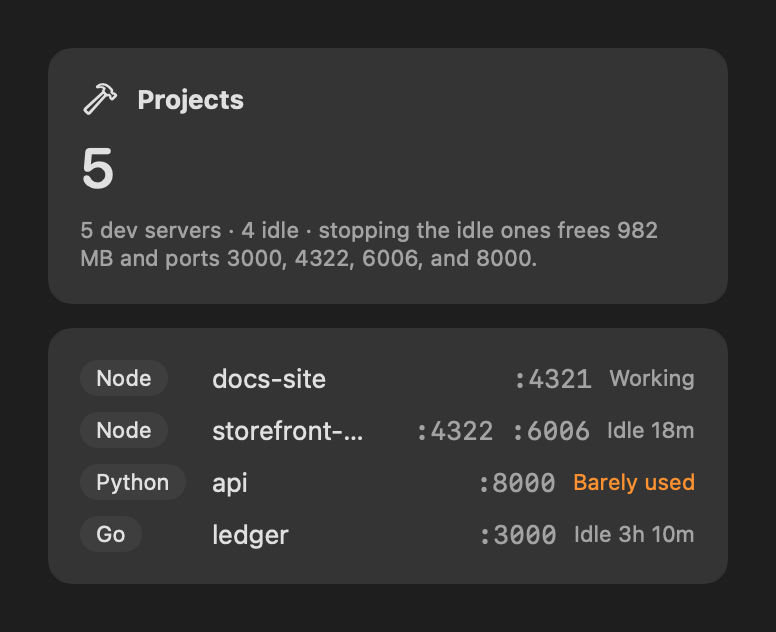 Projects
5
5 dev servers · 4 idle · stopping the idle ones frees 982
MB and ports 3000, 4322, 6006, and 8000.
Node docs-site :4321 Working
Node storefront-... :4322 :6006 Idle 18m
Python api :8000 Barely used
Go ledger :3000 Idle 3h 10m